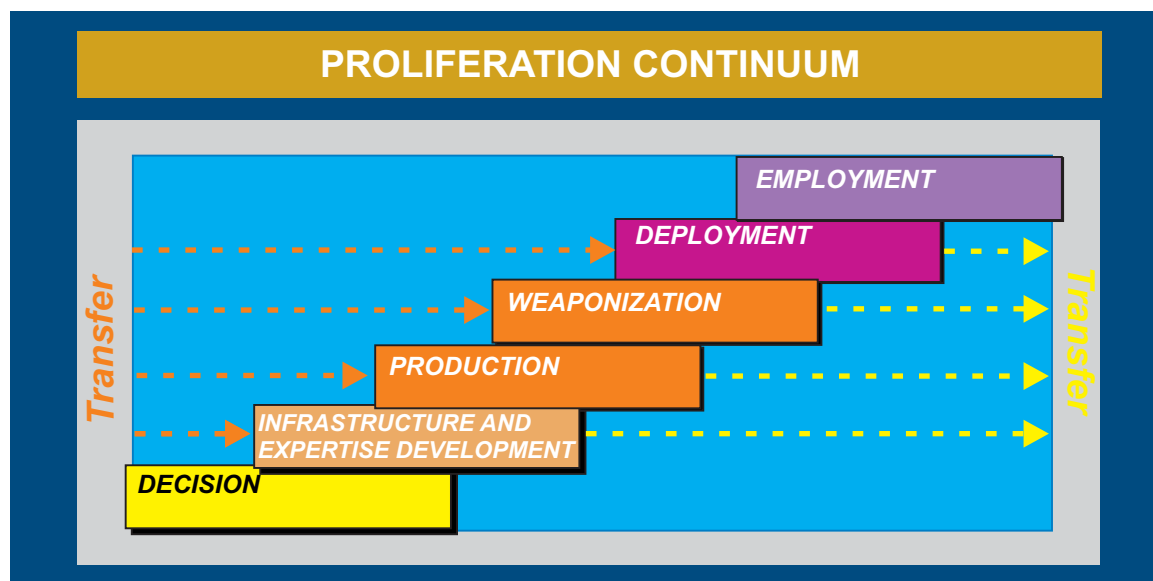 PROLIFERATION CONTINUUM
EMPLOYMENT
DEPLOYMENT
WEAPONIZATION
PRODUCTION
INFRASTRUCTURE AND
EXPERTISE DEVELOPMENT
DECISION
Transfer
Transfer